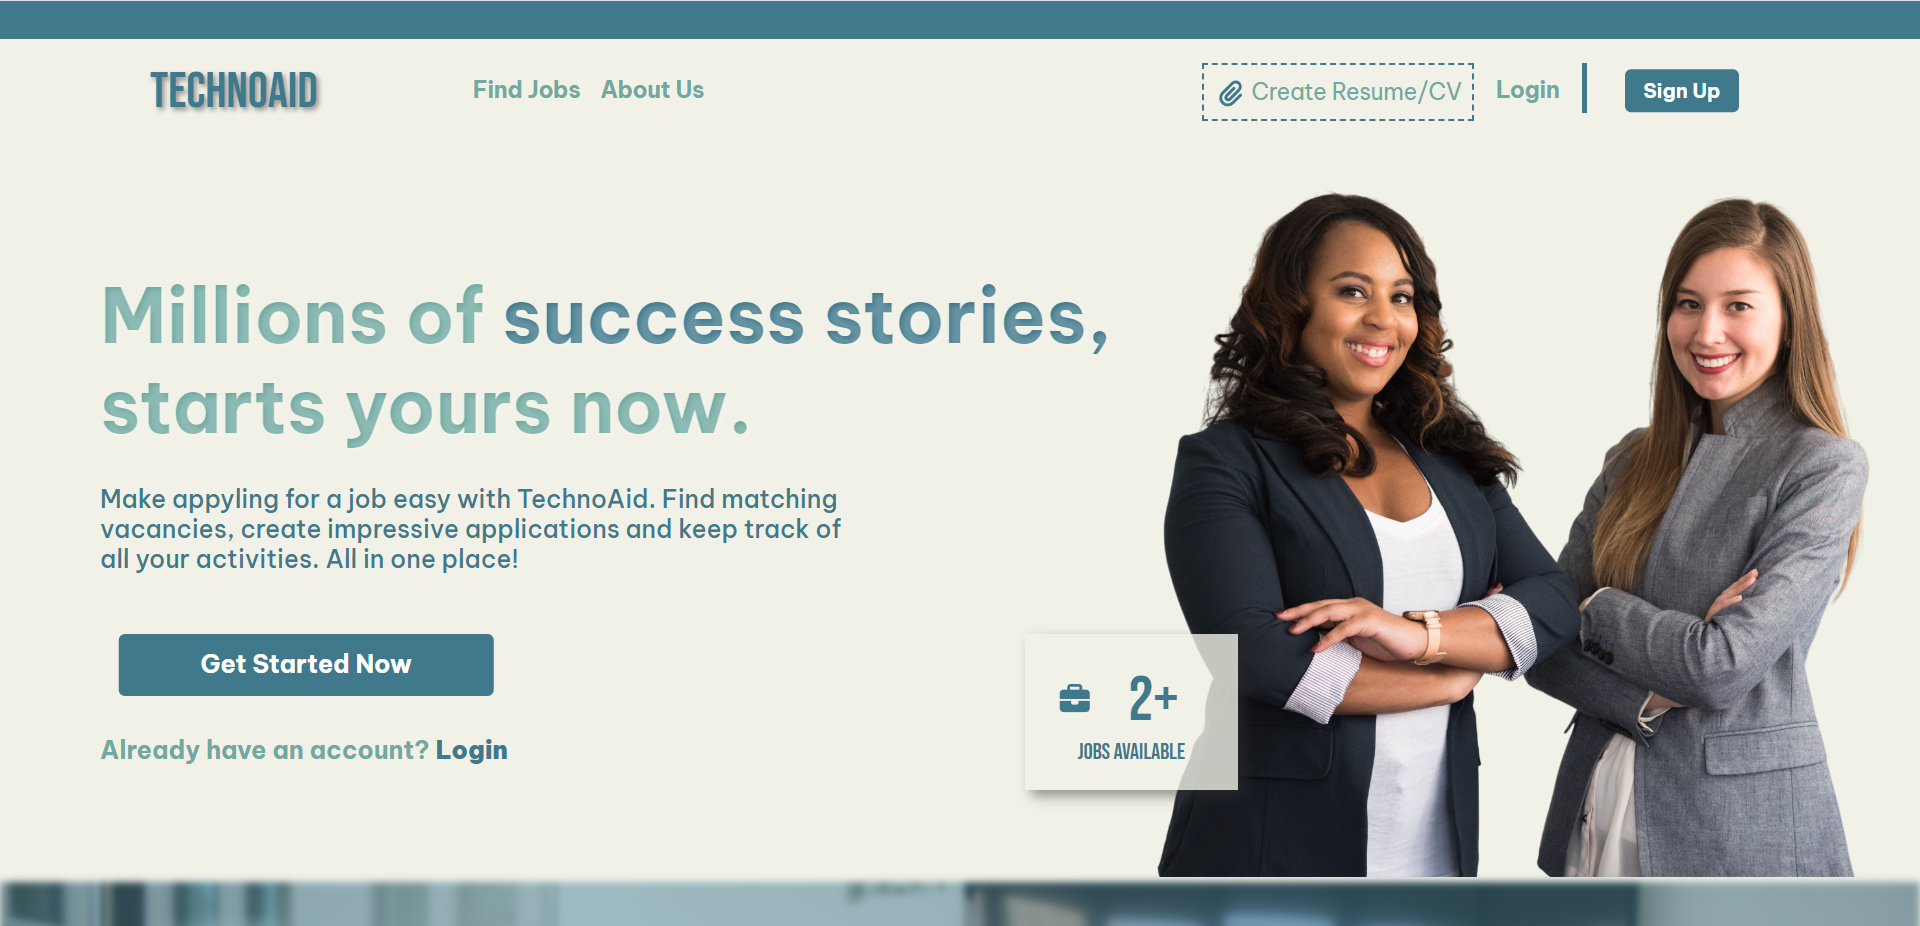 TECHNOAID
Find Jobs
About Us
Create Resume/CV
Login
Sign Up
Millions of success stories,
starts yours now.
Make appyling for a job easy with TechnoAid. Find matching
vacancies, create impressive applications and keep track of
all your activities. All in one place!
Get Started Now
Already have an account? Login
2+
JOBS AVAILABLE